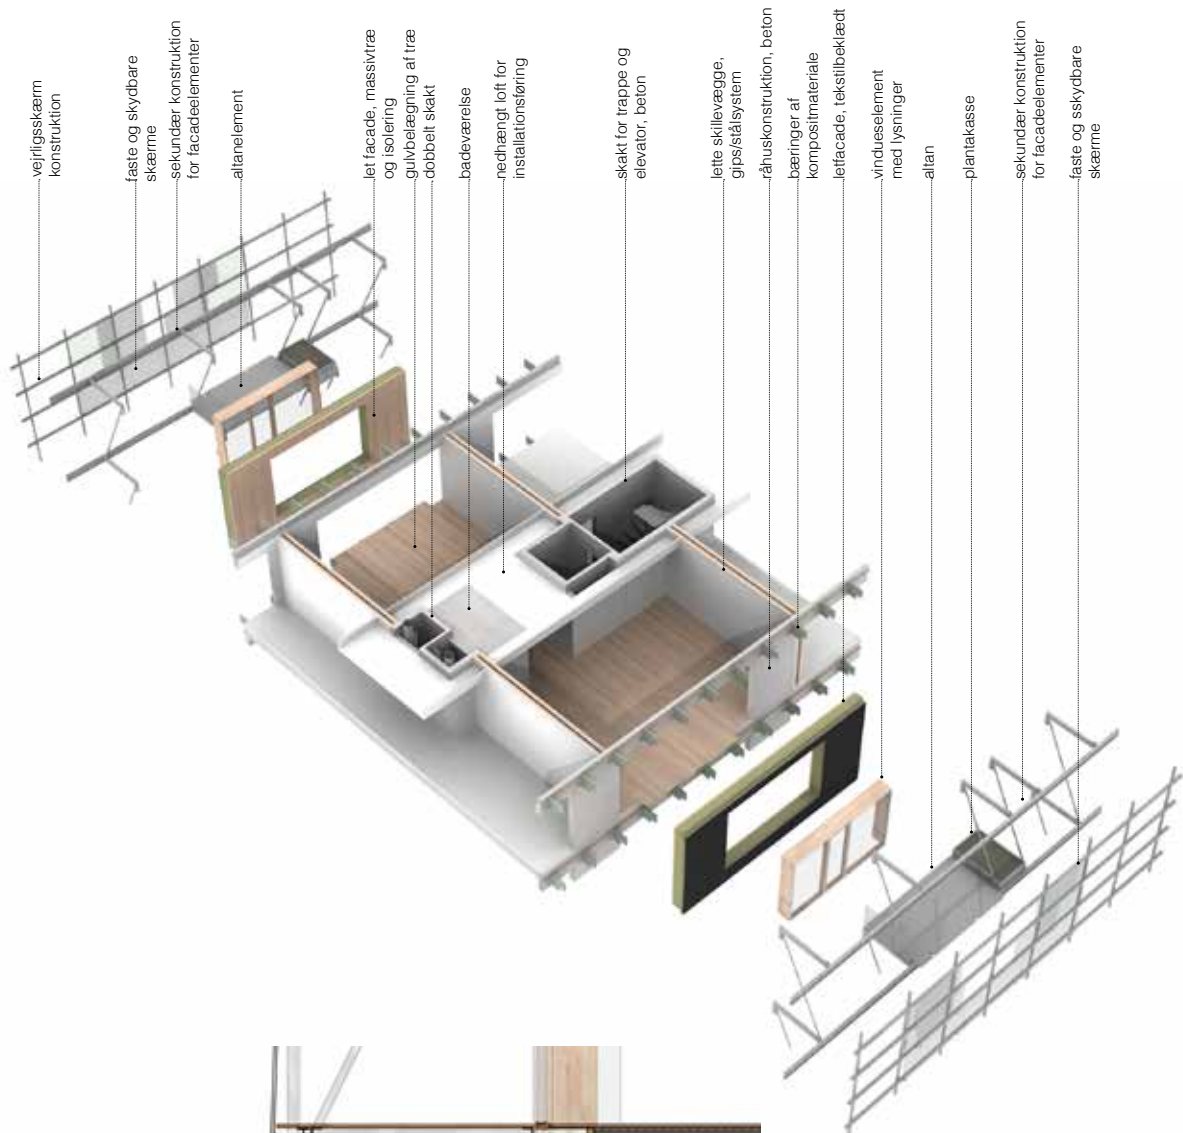 vejrligsskærm
konstruktion
faste og skydbare
skærme
sekundær konstruktion
for facadeelementer
altanelement
let facade, massivtræ
og isolering
gulvbelægning af træ
dobbelt skakt
badeværelse
nedhængt loft for
installationsføring
skakt for trappe og
elevator, beton
lette skillevægge,
gips/stålsystem
råhuskonstruktion, beton
bæringer af
kompositmateriale
letfacade, tekstilbeklædt
vindueselement
med lysninger
altan
plantakasse
sekundær konstruktion
for facadeelementer
faste og sskydbare
skærme